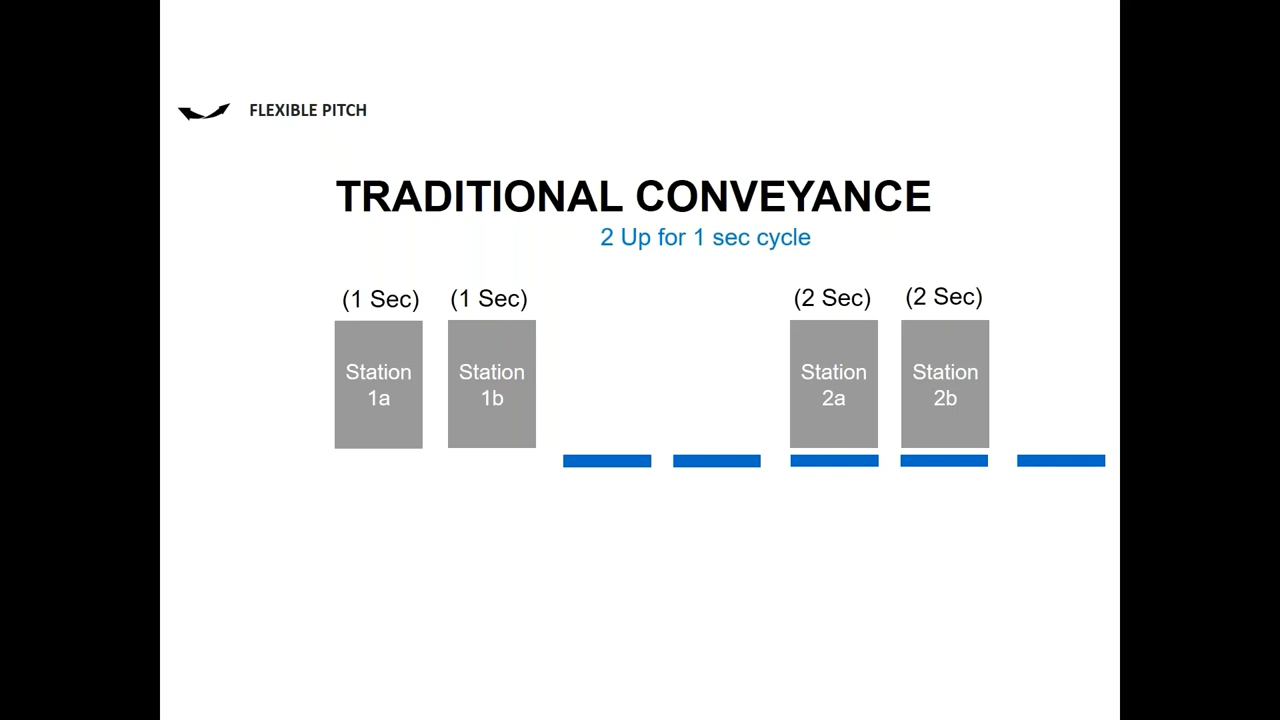 FLEXIBLE PITCH
TRADITIONAL CONVEYANCE
2 Up for 1 sec cycle
(1 Sec) (1 Sec) (2 Sec) (2 Sec)
Station Station Station Station
1a 1b 2a 2b